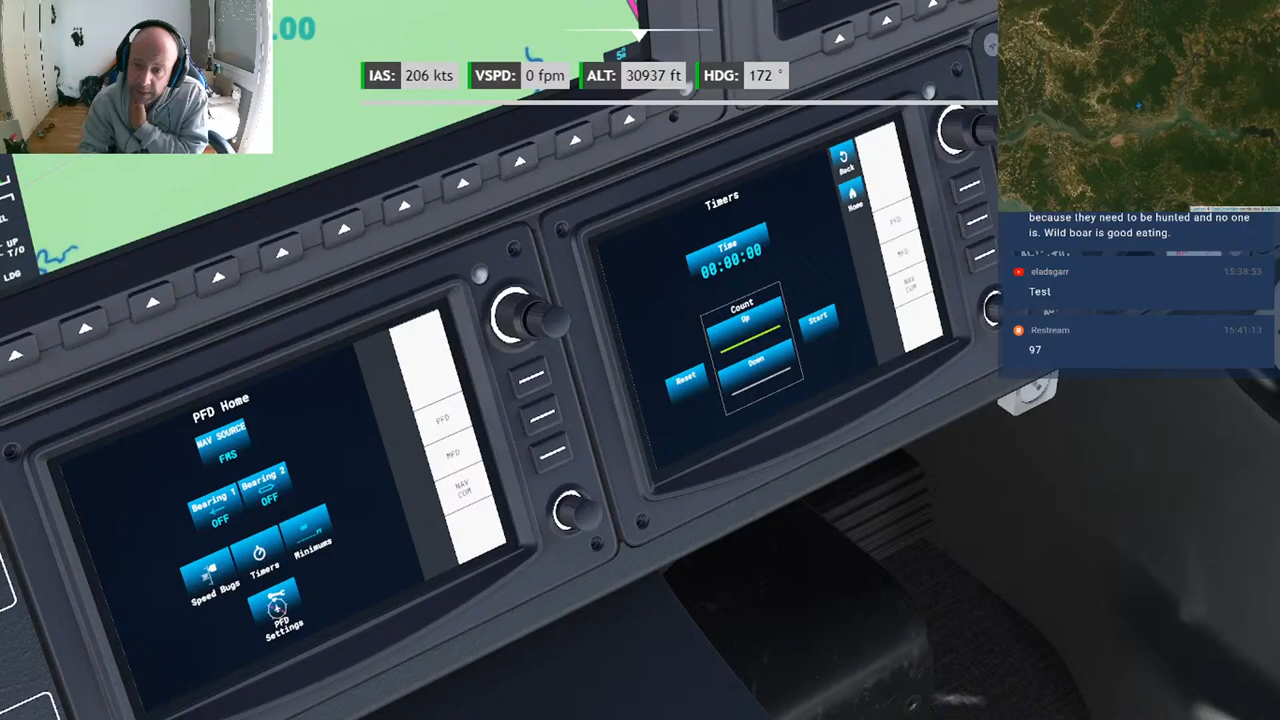 .00
IAS: 206 kts VSPD: 0 fpm ALT: 30937 ft HDG: 172 °
UP
T/O
LDG
PFD Home
NAV SOURCE
FMS
Bearing 1
OFF
Bearing 2
OFF
Speed Bugs
Timers
Minimums
PFD
Settings
PFD
MFD
NAV
COM
Timers
Time
00:00:00
Count
Up
Down
Start
Reset
Back
Home
PFD
MFD
NAV
COM
because they need to be hunted and no one
is. Wild boar is good eating.
eladsgarr 15:38:53
Test
Restream 15:41:13
97